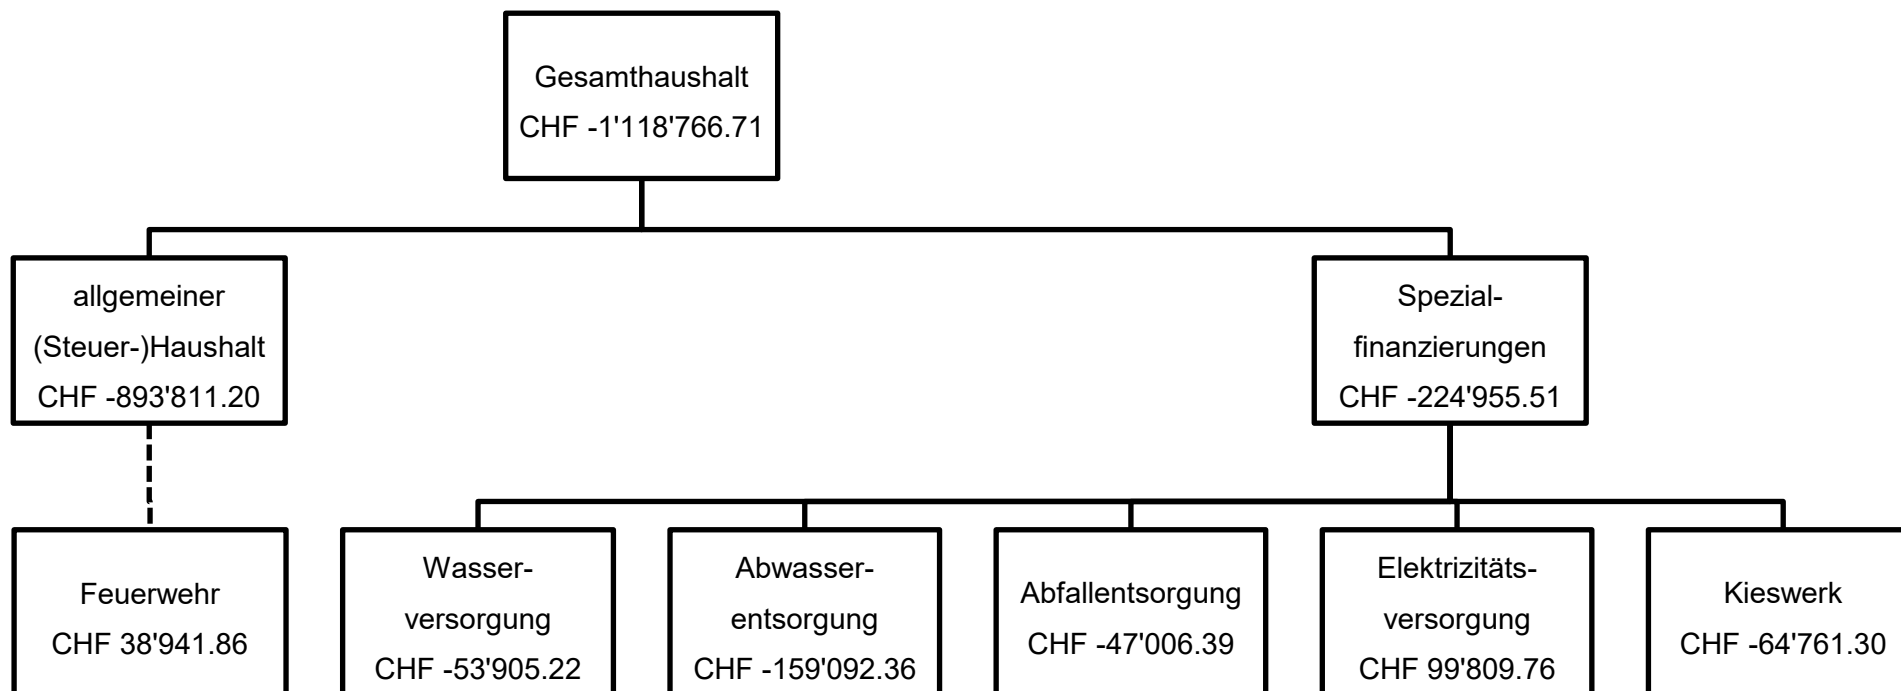 Gesamthaushalt
CHF -1'118'766.71
allgemeiner
(Steuer-)Haushalt
CHF -893'811.20
Spezial-
finanzierungen
CHF -224'955.51
Feuerwehr
CHF 38'941.86
Wasser-
versorgung
CHF -53'905.22
Abwasser-
entsorgung
CHF -159'092.36
Abfallentsorgung
CHF -47'006.39
Elektrizitäts-
versorgung
CHF 99'809.76
Kieswerk
CHF -64'761.30